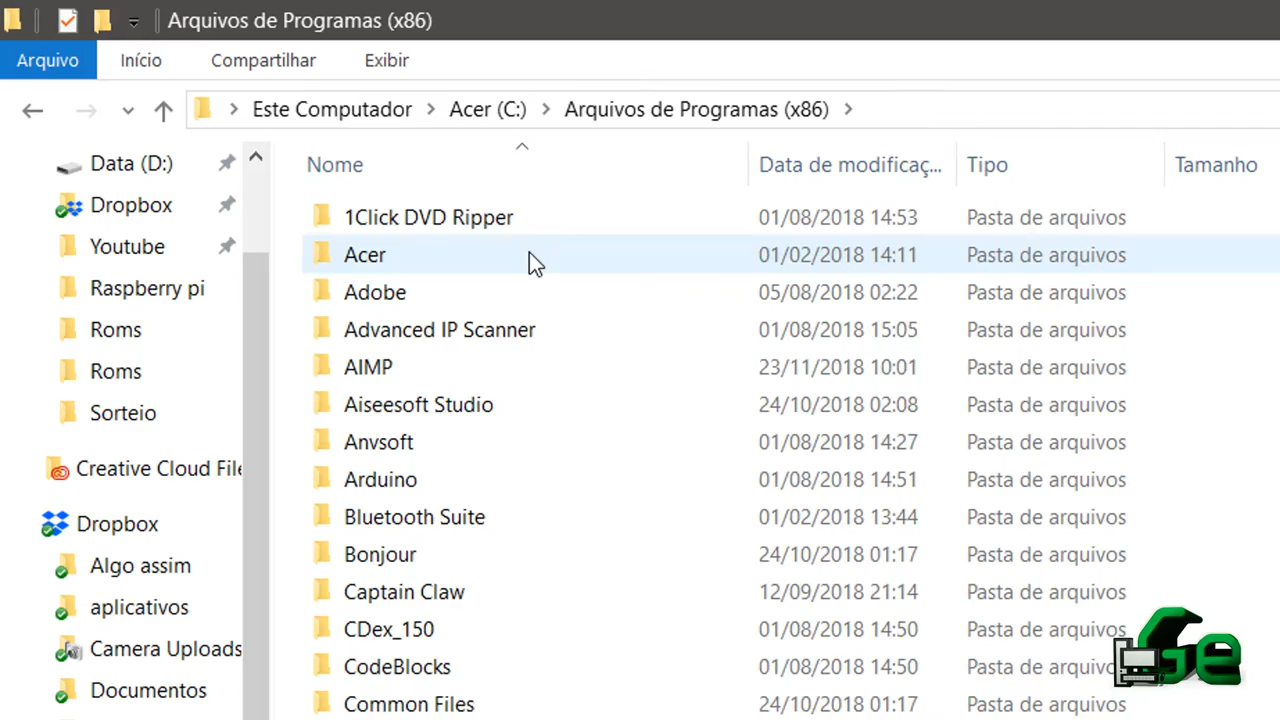 Arquivos de Programas (x86)
Arquivo Início Compartilhar Exibir
Este Computador Acer (C:) Arquivos de Programas (x86)
Data (D:)
Dropbox
Youtube
Raspberry pi
Roms
Roms
Sorteio
Creative Cloud File
Dropbox
Algo assim
aplicativos
Camera Uploads
Documentos
Nome Data de modificaç... Tipo Tamanho
1Click DVD Ripper 01/08/2018 14:53 Pasta de arquivos
Acer 01/02/2018 14:11 Pasta de arquivos
Adobe 05/08/2018 02:22 Pasta de arquivos
Advanced IP Scanner 01/08/2018 15:05 Pasta de arquivos
AIMP 23/11/2018 10:01 Pasta de arquivos
Aiseesoft Studio 24/10/2018 02:08 Pasta de arquivos
Anvsoft 01/08/2018 14:27 Pasta de arquivos
Arduino 01/08/2018 14:51 Pasta de arquivos
Bluetooth Suite 01/02/2018 13:44 Pasta de arquivos
Bonjour 24/10/2018 01:17 Pasta de arquivos
Captain Claw 12/09/2018 21:14 Pasta de arquivos
CDex_150 01/08/2018 14:50 Pasta de arquivos
CodeBlocks 01/08/2018 14:50 Pasta de arquivos
Common Files 24/10/2018 01:17 Pasta de arquivos
Ge